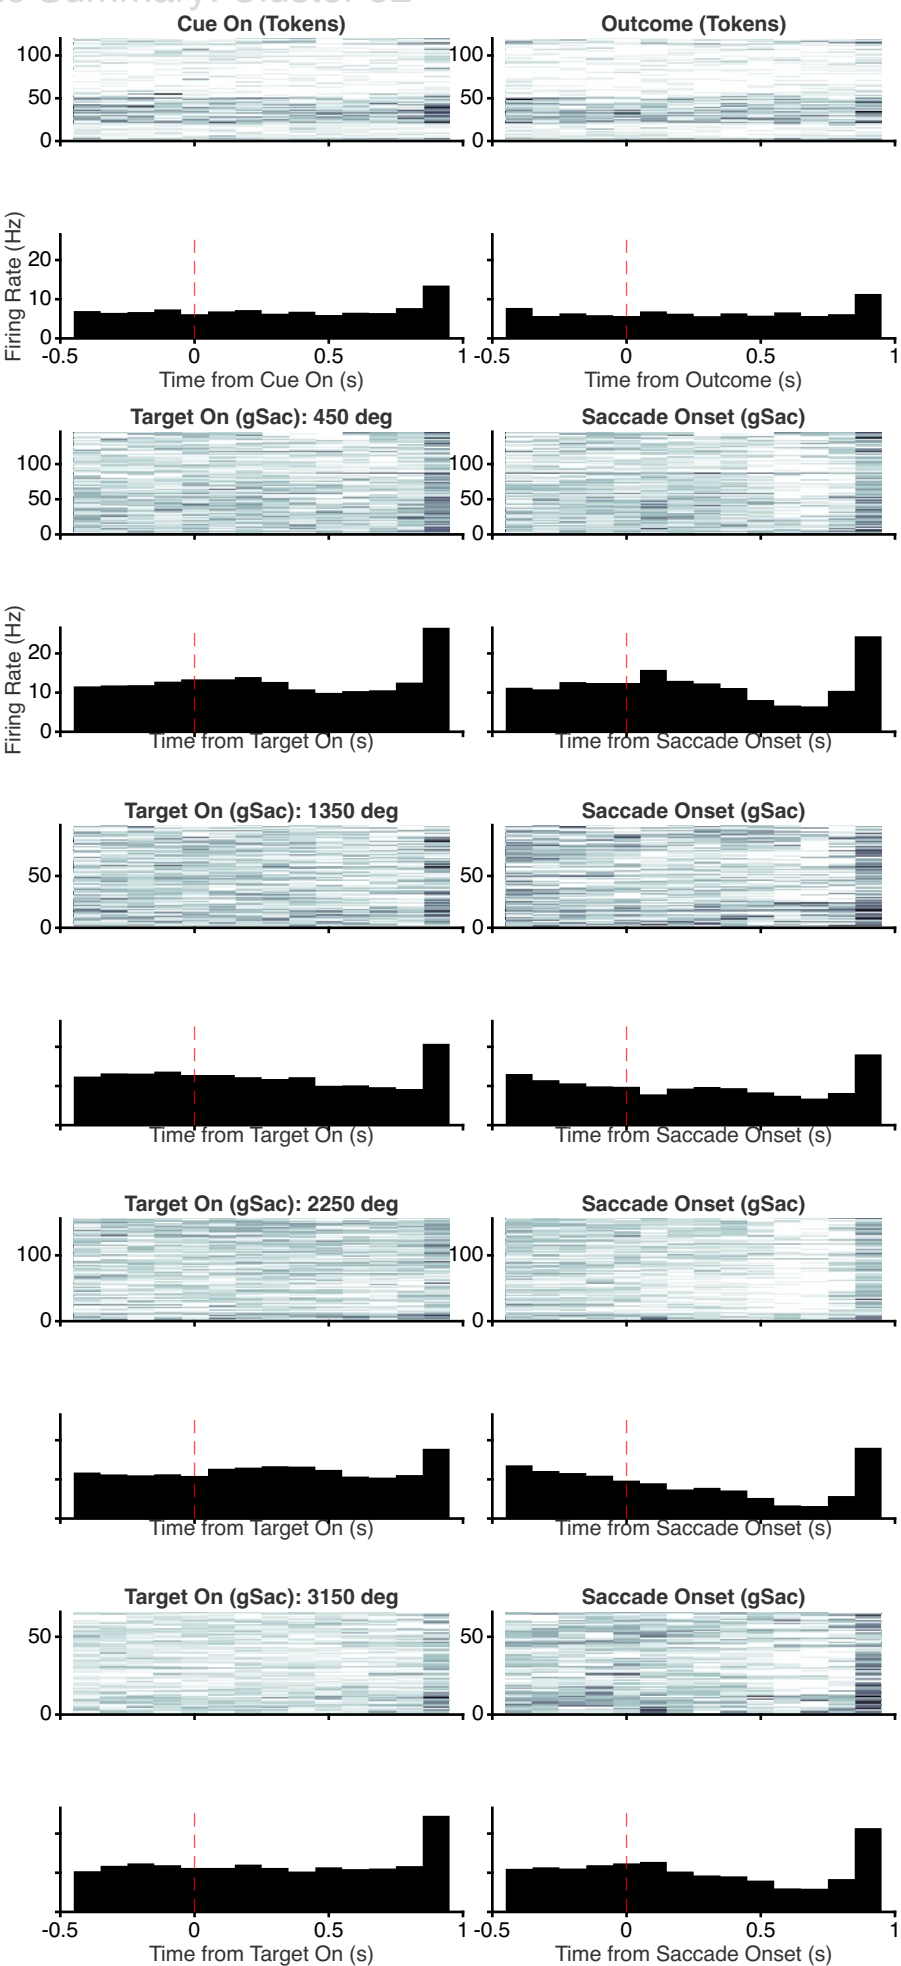 Summary: Cluster
Cue On (Tokens) Outcome (Tokens)
100 100
50 50
0 0
Firing Rate (Hz)
20
10
0
-0.5 0 0.5 1 -0.5 0 0.5 1
Time from Cue On (s) Time from Outcome (s)
Target On (gSac): 450 deg Saccade Onset (gSac)
100 100
50 50
0 0
Firing Rate (Hz)
20
10
0
Time from Target On (s) Time from Saccade Onset (s)
Target On (gSac): 1350 deg Saccade Onset (gSac)
50 50
0 0
Time from Target On (s) Time from Saccade Onset (s)
Target On (gSac): 2250 deg Saccade Onset (gSac)
100 100
0 0
Time from Target On (s) Time from Saccade Onset (s)
Target On (gSac): 3150 deg Saccade Onset (gSac)
50 50
0 0
-0.5 0 0.5 1 -0.5 0 0.5 1
Time from Target On (s) Time from Saccade Onset (s)